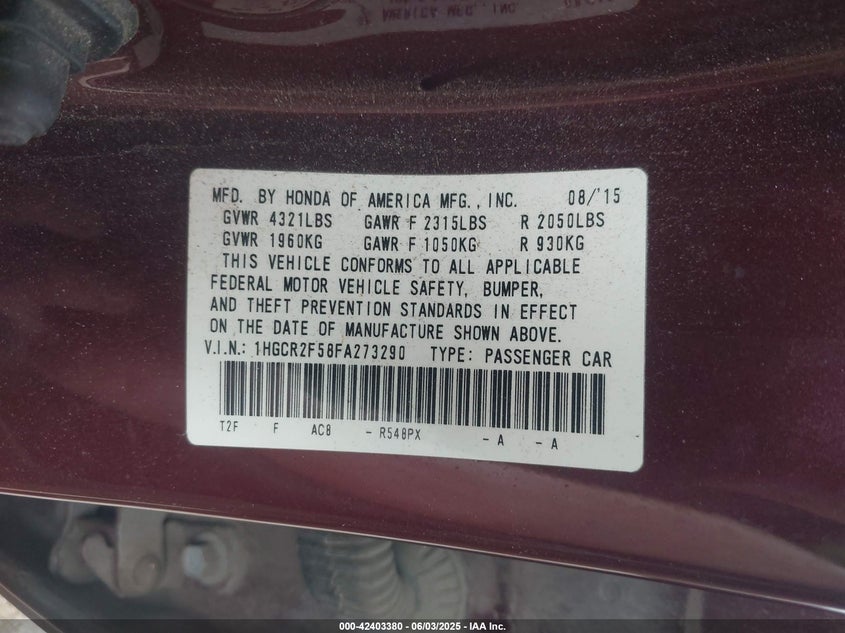 MFD. BY HONDA OF AMERICA MFG., INC. 08/'15
GVWR 4321LBS GAWR F 2315LBS R 2050LBS
GVWR 1960KG GAWR F 1050KG R 930KG
THIS VEHICLE CONFORMS TO ALL APPLICABLE
FEDERAL MOTOR VEHICLE SAFETY, BUMPER,
AND THEFT PREVENTION STANDARDS IN EFFECT
ON THE DATE OF MANUFACTURE SHOWN ABOVE.
V.I.N.: 1HGCR2F58FA273290 TYPE: PASSENGER CAR
T2F F AC8 - R548PX - A - A
000-42403380 - 06/03/2025 - IAA Inc.